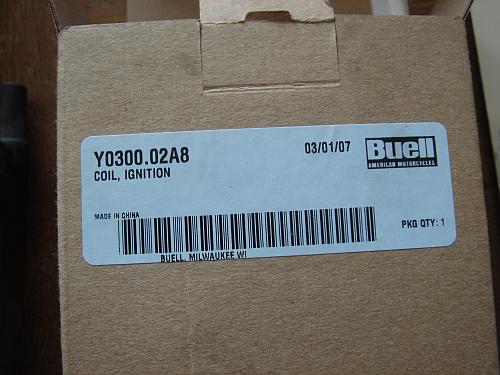 Y0300.02A8
03/01/07
Buell
AMERICAN MOTORCYCLES
COIL, IGNITION
MADE IN CHINA
PKG QTY: 1
BUELL, MILWAUKEE WI